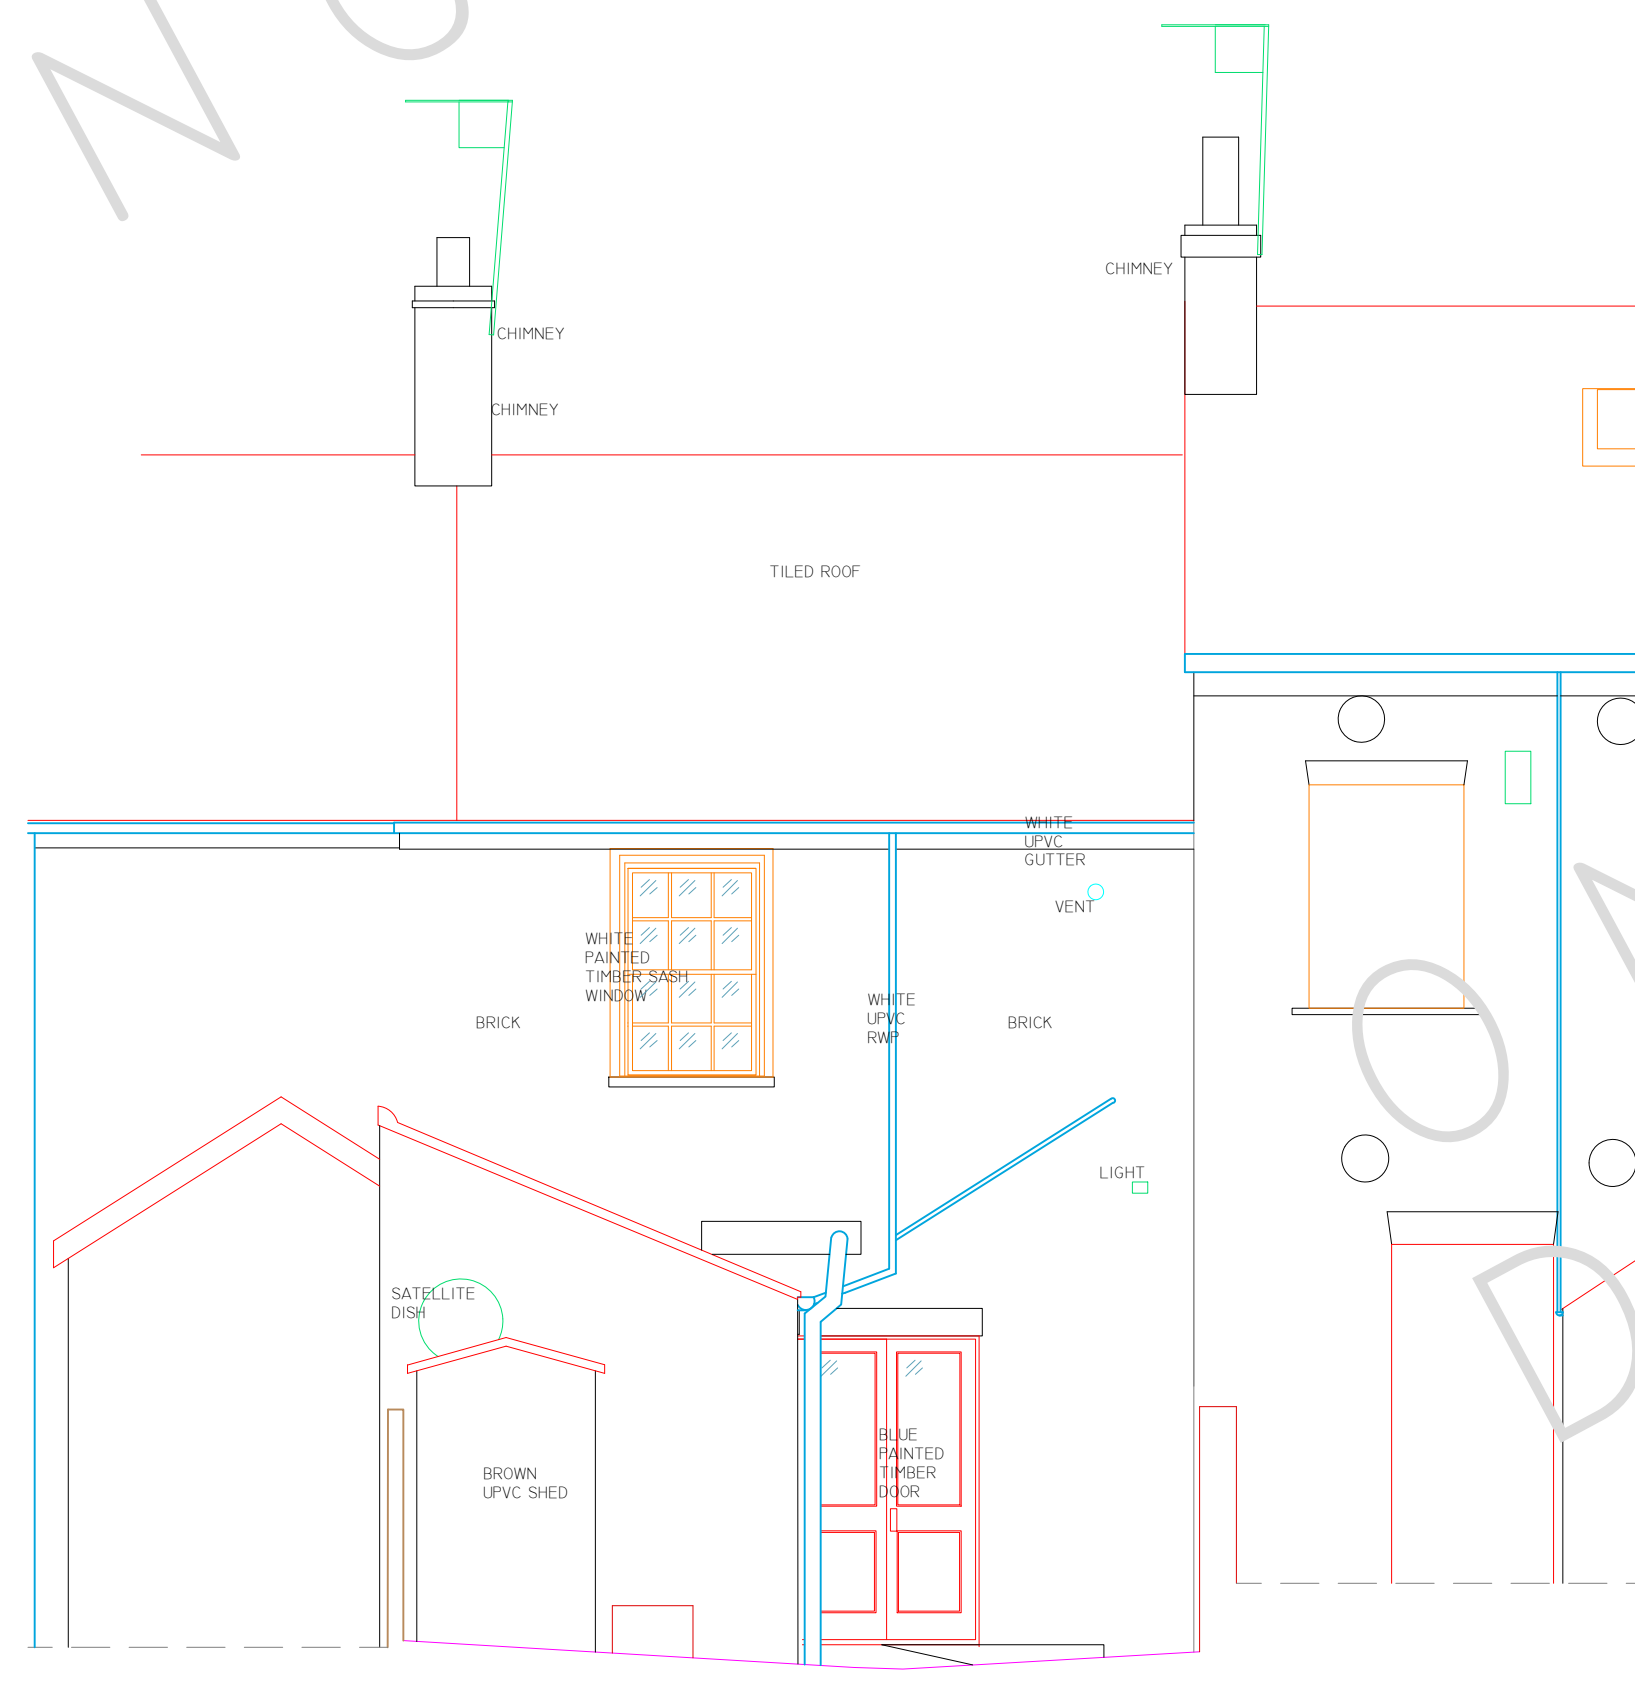 CHIMNEY
CHIMNEY
CHIMNEY
TILED ROOF
WHITE
UPVC
GUTTER
VENT
WHITE
PAINTED
TIMBER SASH
WINDOW
BRICK
WHITE
UPVC
RWP
BRICK
LIGHT
SATELLITE
DISH
BLUE
PAINTED
TIMBER
DOOR
BROWN
UPVC SHED